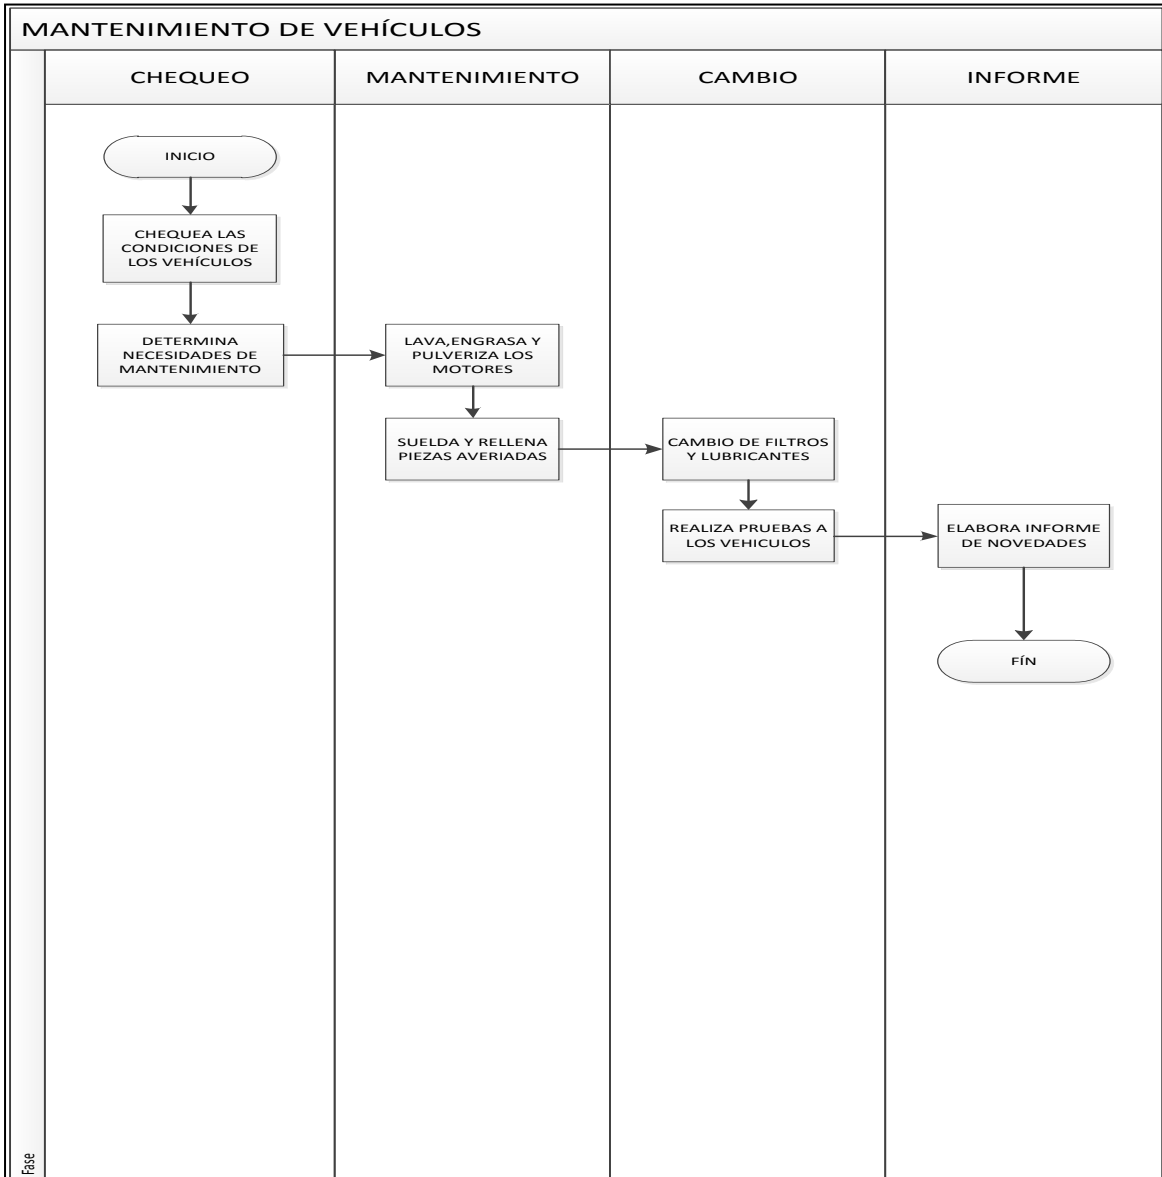 MANTENIMIENTO DE VEHÍCULOS
CHEQUEO
MANTENIMIENTO
CAMBIO
INFORME
INICIO
CHEQUEA LAS
CONDICIONES DE
LOS VEHÍCULOS
DETERMINA
NECESIDADES DE
MANTENIMIENTO
LAVA,ENGRASA Y
PULVERIZA LOS
MOTORES
SUELDA Y RELLENA
PIEZAS AVERIADAS
CAMBIO DE FILTROS
Y LUBRICANTES
REALIZA PRUEBAS A
LOS VEHICULOS
ELABORA INFORME
DE NOVEDADES
FÍN
Fase